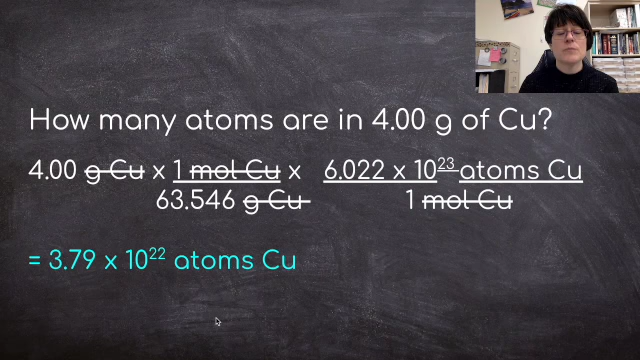 How many atoms are in 4.00 g of Cu?
4.00 g Cu x 1 mol Cu x 6.022 x 10²³ atoms Cu
63.546 g Cu 1 mol Cu
= 3.79 x 10²² atoms Cu